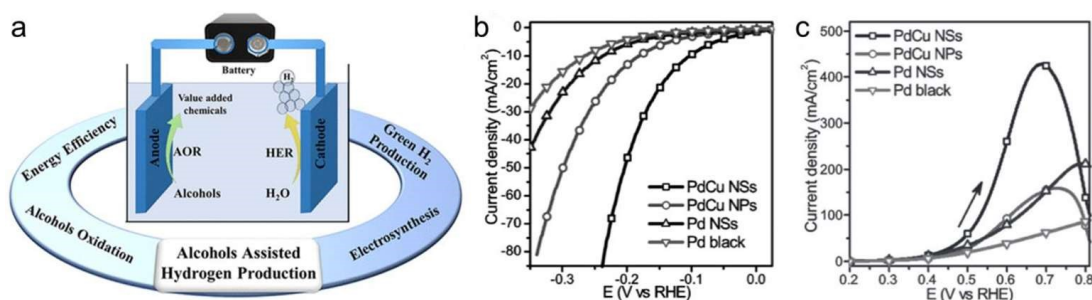 a
Battery
H₂
Value added
chemicals
Anode
AOR
Alcohols
HER
H₂O
Cathode
Energy Efficiency
Alcohols Oxidation
Alcohols Assisted
Hydrogen Production
Electrosynthesis
Green H₂
Production
b
Current density (mA/cm²)
0
-10
-20
-30
-40
-50
-60
-70
-80
PdCu NSs
PdCu NPs
Pd NSs
Pd black
-0.3
-0.2
-0.1
0.0
E (V vs RHE)
c
Current density (mA/cm²)
500
400
300
200
100
0
PdCu NSs
PdCu NPs
Pd NSs
Pd black
0.2
0.3
0.4
0.5
0.6
0.7
0.8
E (V vs RHE)